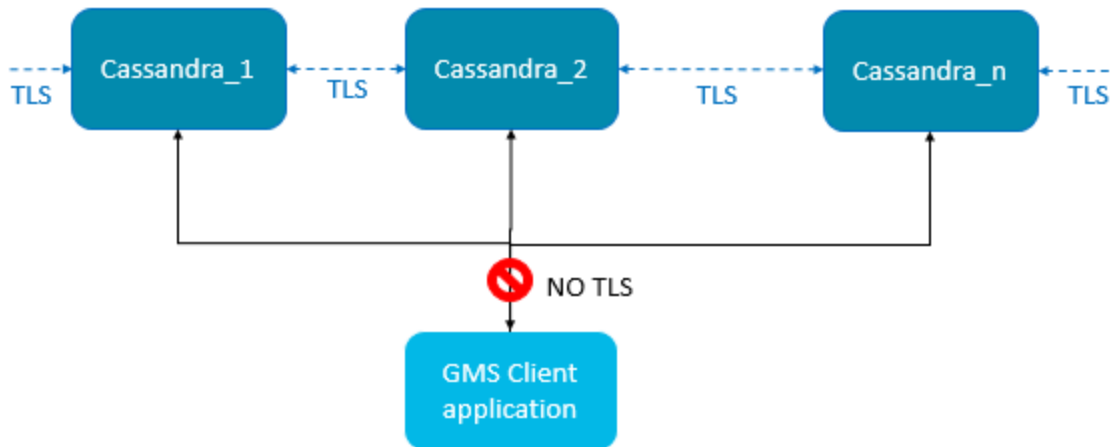 Cassandra_1
Cassandra_2
Cassandra_n
TLS
TLS
TLS
TLS
NO TLS
GMS Client
application